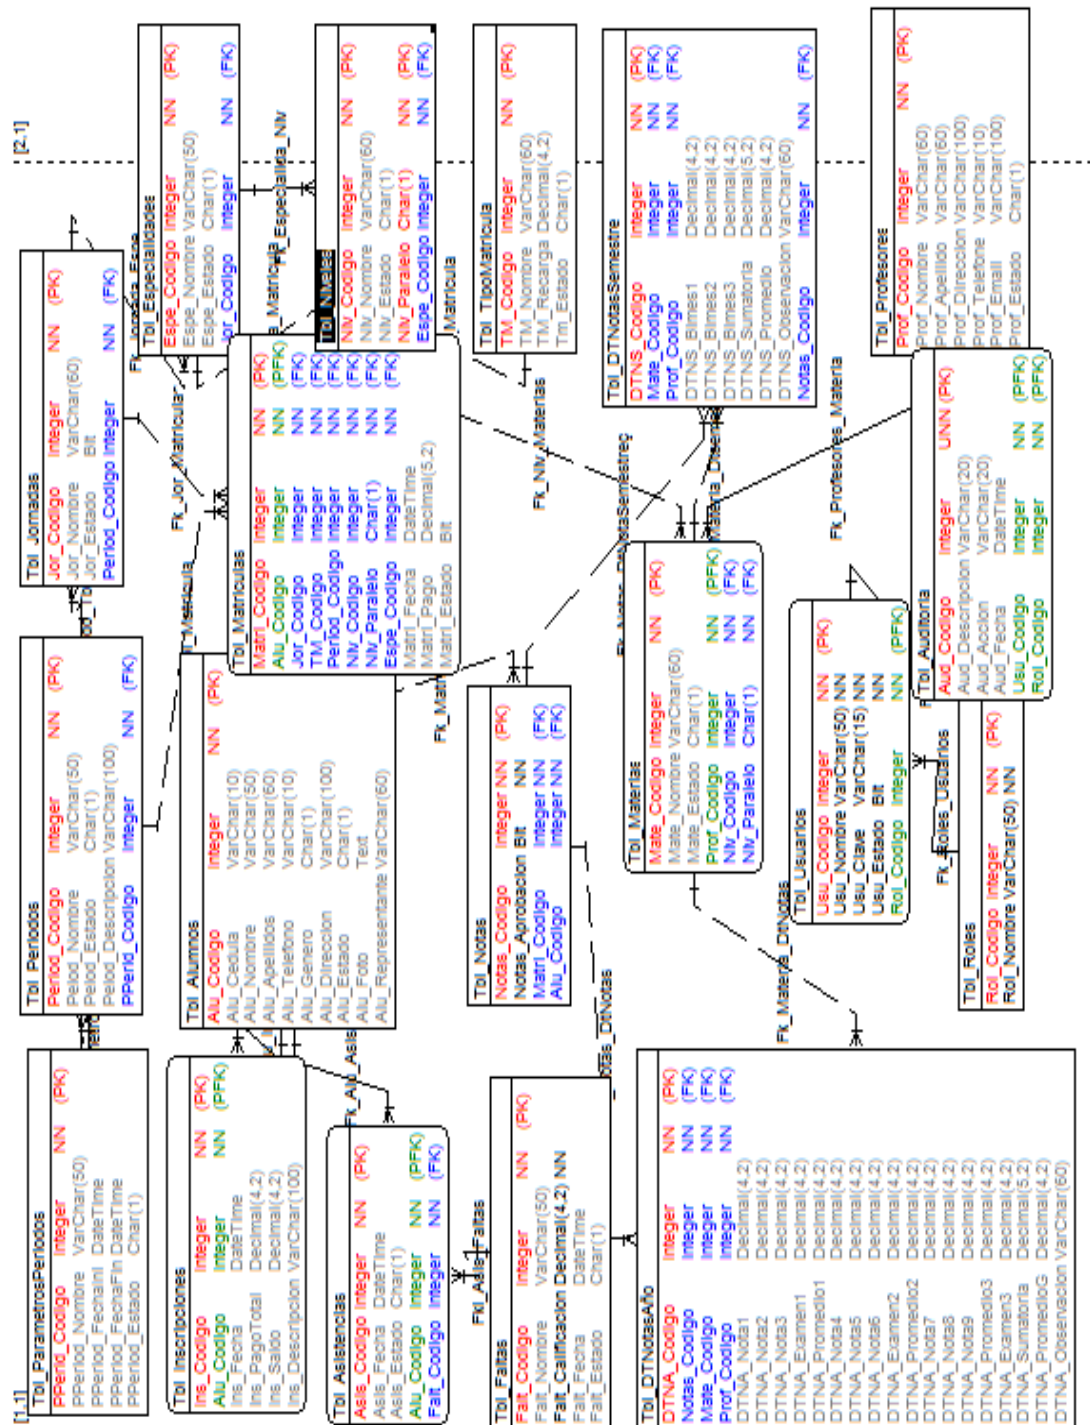 [1,1]
[2,1]
Tbl_ParametrosPeriodos
PPerid_Codigo Integer NN (PK)
PPeriod_Nombre VarChar(50)
PPeriod_FechaIni DateTime
PPeriod_FechaFin DateTime
PPeriod_Estado Char(1)
Tbl_Periodos
Period_Codigo Integer NN (PK)
Peiod_Nombre VarChar(50)
Peiod_Estado Char(1)
Peiod_Descripcion VarChar(100)
PPerid_Codigo Integer NN (FK)
Tbl_Jornadas
Jor_Codigo Integer NN (PK)
Jor_Nombre VarChar(60)
Jor_Estado Bit
Period_Codigo Integer NN (FK)
Tbl_Especialidades
Espe_Codigo Integer NN (PK)
Espe_Nombre VarChar(50)
Espe_Estado Char(1)
Jor_Codigo Integer NN (FK)
Fk_Especialida_Niv
Tbl_Niveles
Niv_Codigo Integer NN (PK)
Niv_Nombre VarChar(60)
Niv_Estado Char(1)
Niv_Paralelo Char(1) NN (PK)
Espe_Codigo Integer NN (FK)
Fk_Jor_Matricular
Tbl_Matriculas
Matri_Codigo Integer NN (PK)
Alu_Codigo Integer NN (PFK)
Jor_Codigo Integer NN (FK)
TM_Codigo Integer NN (FK)
Period_Codigo Integer NN (FK)
Niv_Codigo Integer NN (FK)
Niv_Paralelo Char(1) NN (FK)
Espe_Codigo Integer NN (FK)
Matri_Fecha DateTime
Matri_Pago Decimal(5.2)
Matri_Estado Bit
Tbl_TipoMatricula
TM_Codigo Integer NN (PK)
TM_Nombre VarChar(60)
TM_Recarga Decimal(4.2)
Tm_Estado Char(1)
Tbl_Alumnos
Alu_Codigo Integer NN (PK)
Alu_Cedula VarChar(10)
Alu_Nombre VarChar(50)
Alu_Apellidos VarChar(60)
Alu_Telefono VarChar(10)
Alu_Genero Char(1)
Alu_Direccion VarChar(100)
Alu_Estado Char(1)
Alu_Foto Text
Alu_Representante VarChar(60)
Tbl_Inscripciones
Ins_Codigo Integer NN (PK)
Alu_Codigo Integer NN (PFK)
Ins_Fecha DateTime
Ins_PagoTotal Decimal(4.2)
Ins_Saldo Decimal(4.2)
Ins_Descripcion VarChar(100)
Fk_Alu_Asis
Tbl_Asistencias
Asis_Codigo Integer NN (PK)
Asis_Fecha DateTime
Asis_Estado Char(1)
Alu_Codigo Integer NN (PFK)
Falt_Codigo Integer NN (FK)
Fk_Asis_Faltas
Tbl_Faltas
Falt_Codigo Integer NN (PK)
Falt_Nombre VarChar(50)
Falt_Calificacion Decimal(4.2) NN
Falt_Fecha DateTime
Falt_Estado Char(1)
Tbl_Notas
Notas_Codigo Integer NN (PK)
Notas_Aprobacion Bit NN
Matri_Codigo Integer NN (FK)
Alu_Codigo Integer NN (FK)
Fk_Niv_Materias
Tbl_DTNotasSemestre
DTNS_Codigo Integer NN (PK)
Mate_Codigo Integer NN (FK)
Prof_Codigo Integer NN (FK)
DTNS_Bimes1 Decimal(4.2)
DTNS_Bimes2 Decimal(4.2)
DTNS_Bimes3 Decimal(4.2)
DTNS_Sumatoria Decimal(5.2)
DTNS_Promedio Decimal(4.2)
DTNS_Observacion VarChar(60)
Notas_Codigo Integer NN (FK)
Tbl_Materias
Mate_Codigo Integer NN (PK)
Mate_Nombre VarChar(60)
Mate_Estado Char(1)
Prof_Codigo Integer NN (PFK)
Niv_Codigo Integer NN (FK)
Niv_Paralelo Char(1) NN (FK)
Fk_Materia_DtNotas
Fk_Profesores_Materia
Tbl_Profesores
Prof_Codigo Integer NN (PK)
Prof_Nombre VarChar(60)
Prof_Apellido VarChar(60)
Prof_Direccion VarChar(100)
Prof_Telefono VarChar(10)
Prof_Email VarChar(100)
Prof_Estado Char(1)
Tbl_Usuarios
Usu_Codigo Integer NN (PK)
Usu_Nombre VarChar(50) NN
Usu_Clave VarChar(15) NN
Usu_Estado Bit NN
Rol_Codigo Integer NN (PFK)
Tbl_Auditoria
Aud_Codigo Integer UNN (PK)
Aud_Descripcion VarChar(20)
Aud_Accion VarChar(20)
Aud_Fecha DateTime
Usu_Codigo Integer NN (PFK)
Rol_Codigo Integer NN (PFK)
Fk_Roles_Usuarios
Tbl_Roles
Rol_Codigo Integer NN (PK)
Rol_Nombre VarChar(50) NN
Tbl_DTNotasAño
DTNA_Codigo Integer NN (PK)
Notas_Codigo Integer NN (FK)
Mate_Codigo Integer NN (FK)
Prof_Codigo Integer NN (FK)
DTNA_Nota1 Decimal(4.2)
DTNA_Nota2 Decimal(4.2)
DTNA_Nota3 Decimal(4.2)
DTNA_Examen1 Decimal(4.2)
DTNA_Promedio1 Decimal(4.2)
DTNA_Nota4 Decimal(4.2)
DTNA_Nota5 Decimal(4.2)
DTNA_Nota6 Decimal(4.2)
DTNA_Examen2 Decimal(4.2)
DTNA_Promedio2 Decimal(4.2)
DTNA_Nota7 Decimal(4.2)
DTNA_Nota8 Decimal(4.2)
DTNA_Nota9 Decimal(4.2)
DTNA_Promedio3 Decimal(4.2)
DTNA_Examen3 Decimal(4.2)
DTNA_Sumatoria Decimal(5.2)
DTNA_PromedioG Decimal(4.2)
DTNA_Observacion VarChar(60)